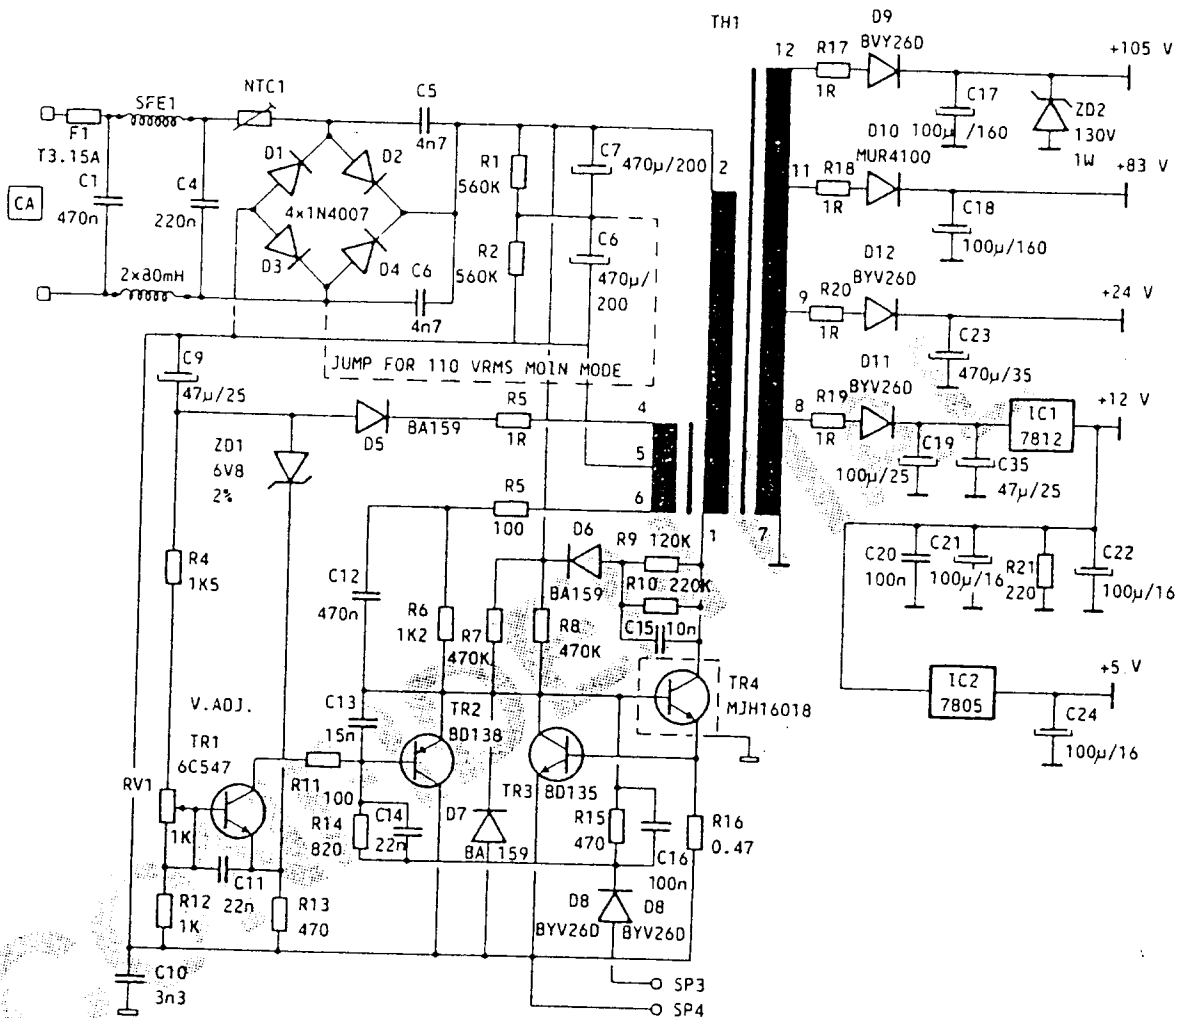 TH1
D9
12
R17
BVY26D
+105 V
1R
C17
100µ/160
ZD2
130V
1W
NTC1
C5
SFE1
F1
T3.15A
4n7
D1
D2
R1
560K
C7
470µ/200
2
D10
MUR4100
11
R18
+83 V
1R
C1
470n
C4
220n
CA
4x1N4007
C18
100µ/160
D3
D4
C6
4n7
R2
560K
C6
470µ/
200
2x80mH
D12
BYV26D
9
R20
+24 V
1R
C23
470µ/35
JUMP FOR 110 VRMS MOIN MODE
C9
47µ/25
D11
BYV26D
R5
4
8
R19
IC1
7812
+12 V
D5
BA159
1R
1R
C19
100µ/25
C35
47µ/25
ZD1
6V8
2%
5
R5
6
100
D6
R9
120K
1
7
R4
1K5
C12
470n
BA159
R10
220K
C20
100n
C21
100µ/16
R21
220
C22
100µ/16
R6
1K2
R7
470K
R8
470K
C15
10n
TR4
MJH16018
IC2
7805
+5 V
C24
100µ/16
V.ADJ.
C13
15n
TR2
BD138
TR1
6C547
RV1
1K
R11
100
TR3
BD135
R14
820
C14
22n
D7
BA 159
R15
470
R16
0.47
C16
100n
C11
22n
R12
1K
R13
470
D8
BYV26D
D8
BYV26D
C10
3n3
SP3
SP4